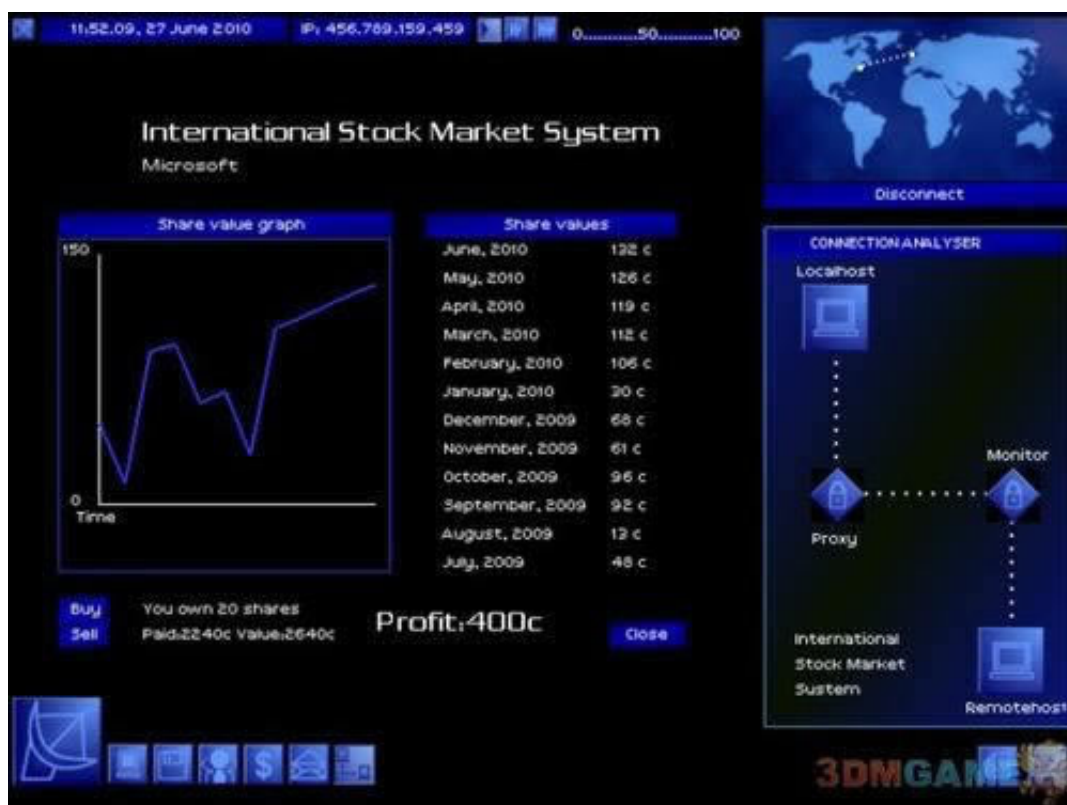 11:52.09, 27 June 2010
IP: 456.789.159.459
0...........50...........100
International Stock Market System
Microsoft
Disconnect
Share value graph
150
0
Time
Share values
June, 2010 132 c
May, 2010 126 c
April, 2010 119 c
March, 2010 112 c
February, 2010 106 c
January, 2010 30 c
December, 2009 68 c
November, 2009 61 c
October, 2009 96 c
September, 2009 92 c
August, 2009 13 c
July, 2009 48 c
Buy
You own 20 shares
Sell
Paid:2240c Value:2640c
Profit:400c
Close
CONNECTION ANALYSER
Localhost
Monitor
Proxy
International
Stock Market
System
Remotehost
3DMGAME